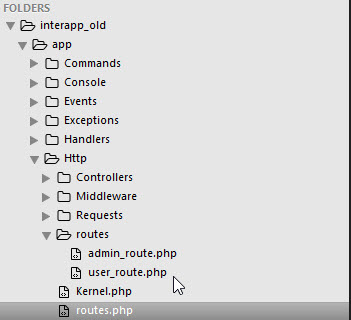 FOLDERS
interapp_old
app
Commands
Console
Events
Exceptions
Handlers
Http
Controllers
Middleware
Requests
routes
admin_route.php
user_route.php
Kernel.php
routes.php